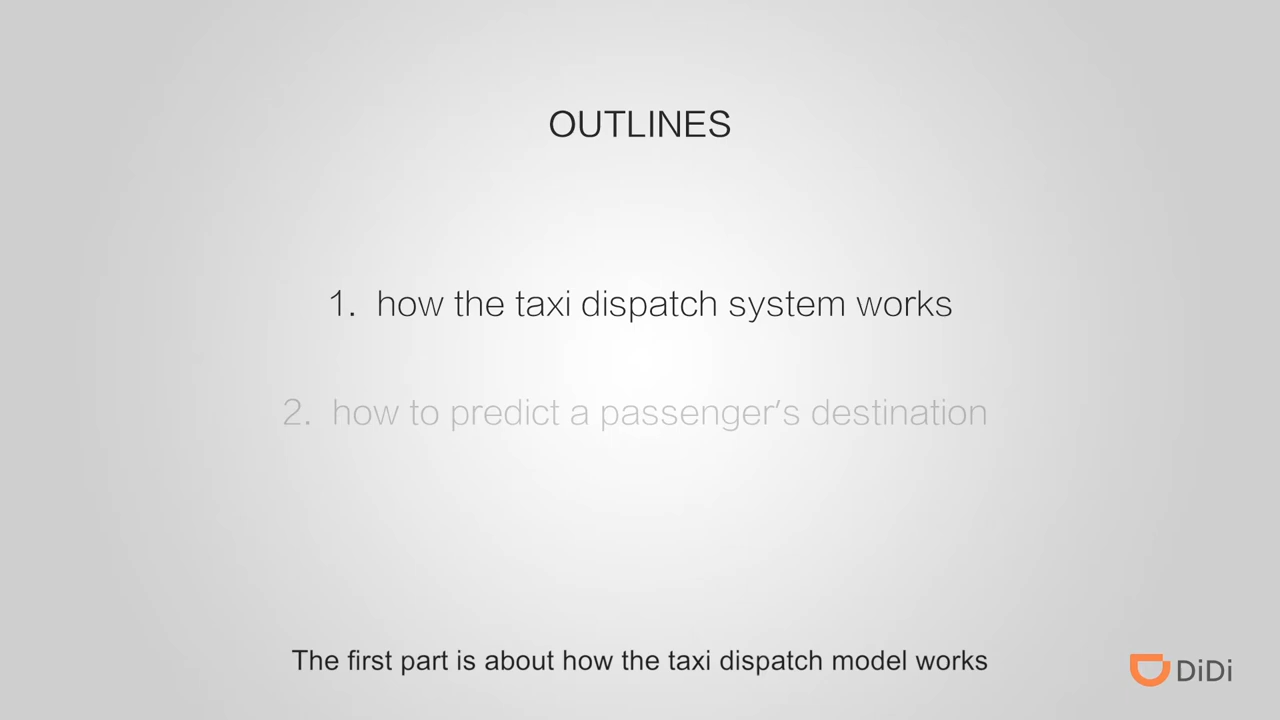 OUTLINES
1. how the taxi dispatch system works
2. how to predict a passenger's destination
The first part is about how the taxi dispatch model works
DiDi